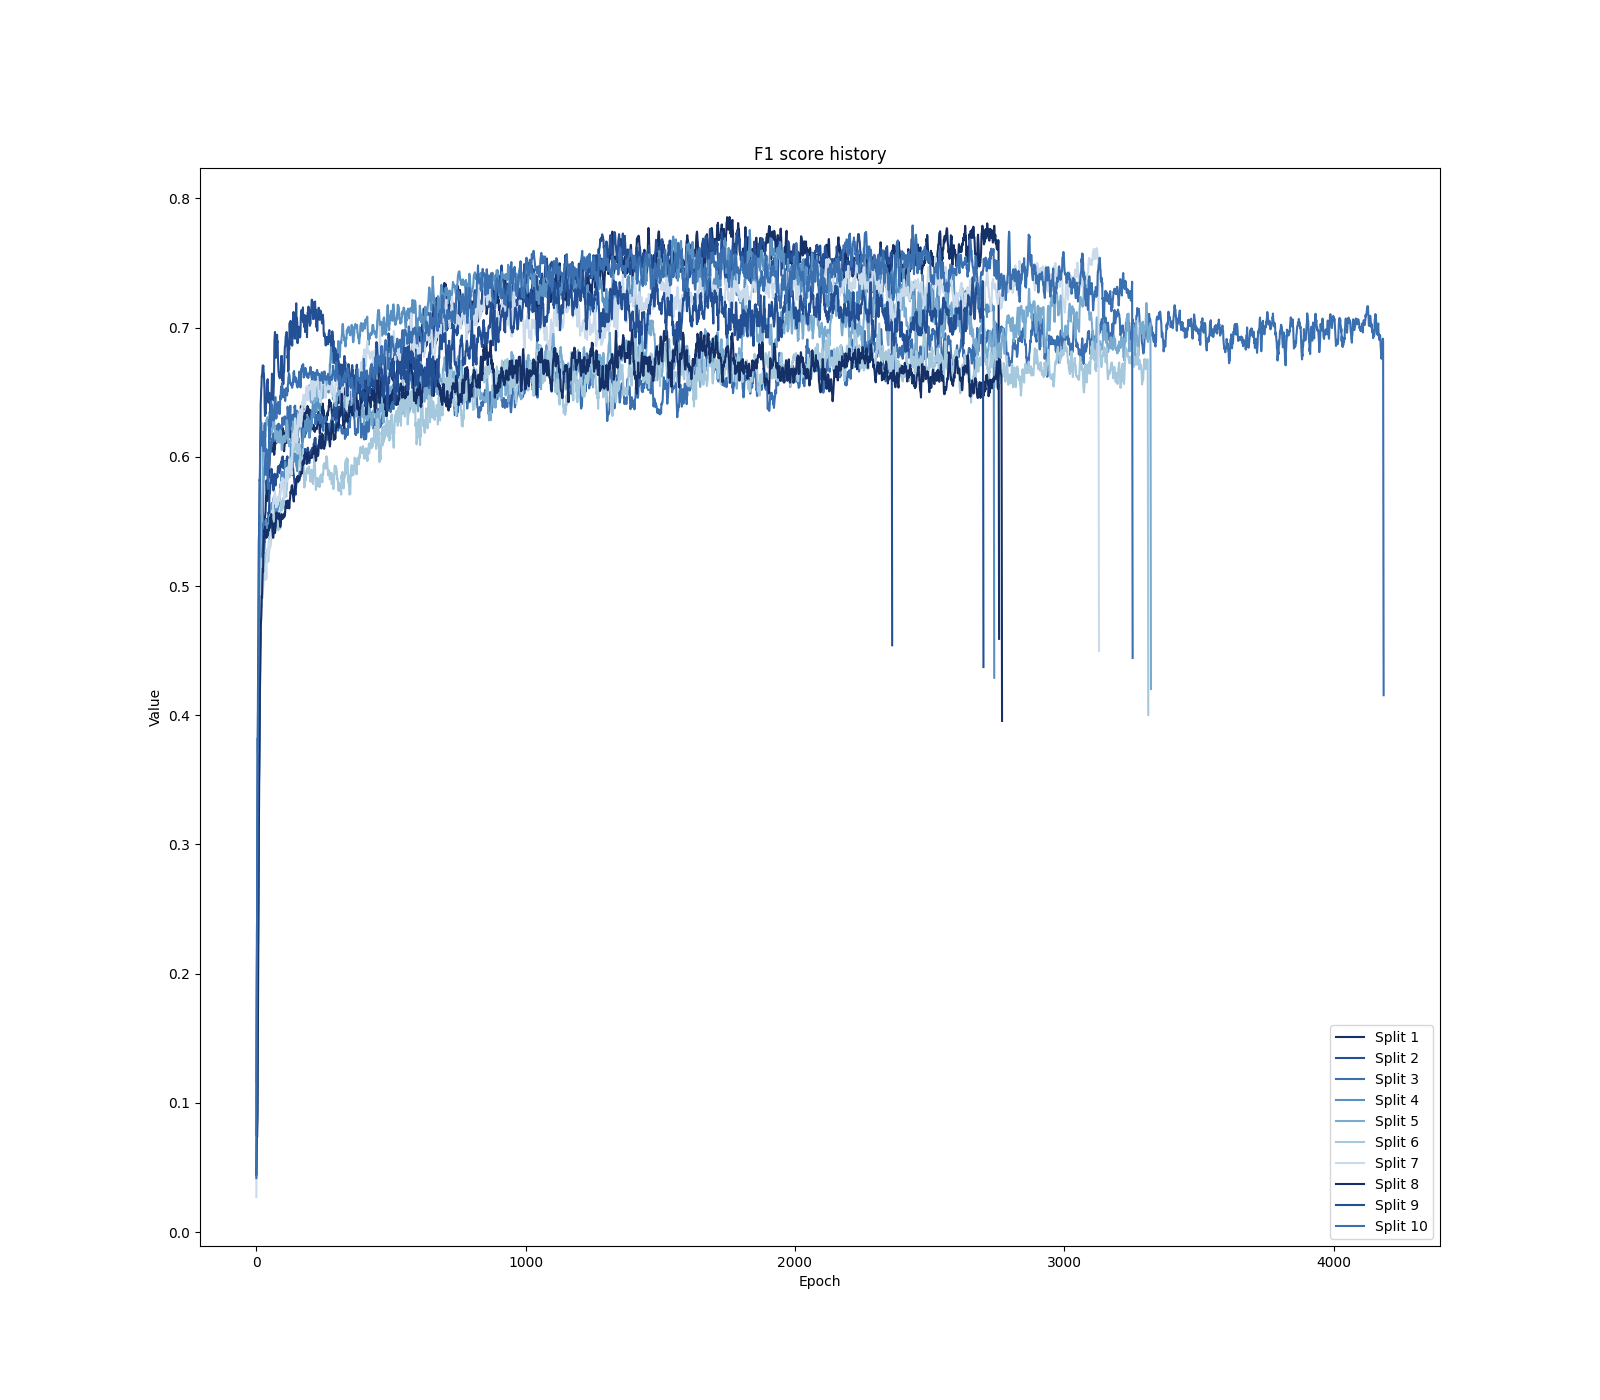 F1 score history
0.8
0.7
0.6
0.5
0.4
0.3
0.2
0.1
0.0
Value
0 1000 2000 3000 4000
Epoch
Split 1
Split 2
Split 3
Split 4
Split 5
Split 6
Split 7
Split 8
Split 9
Split 10